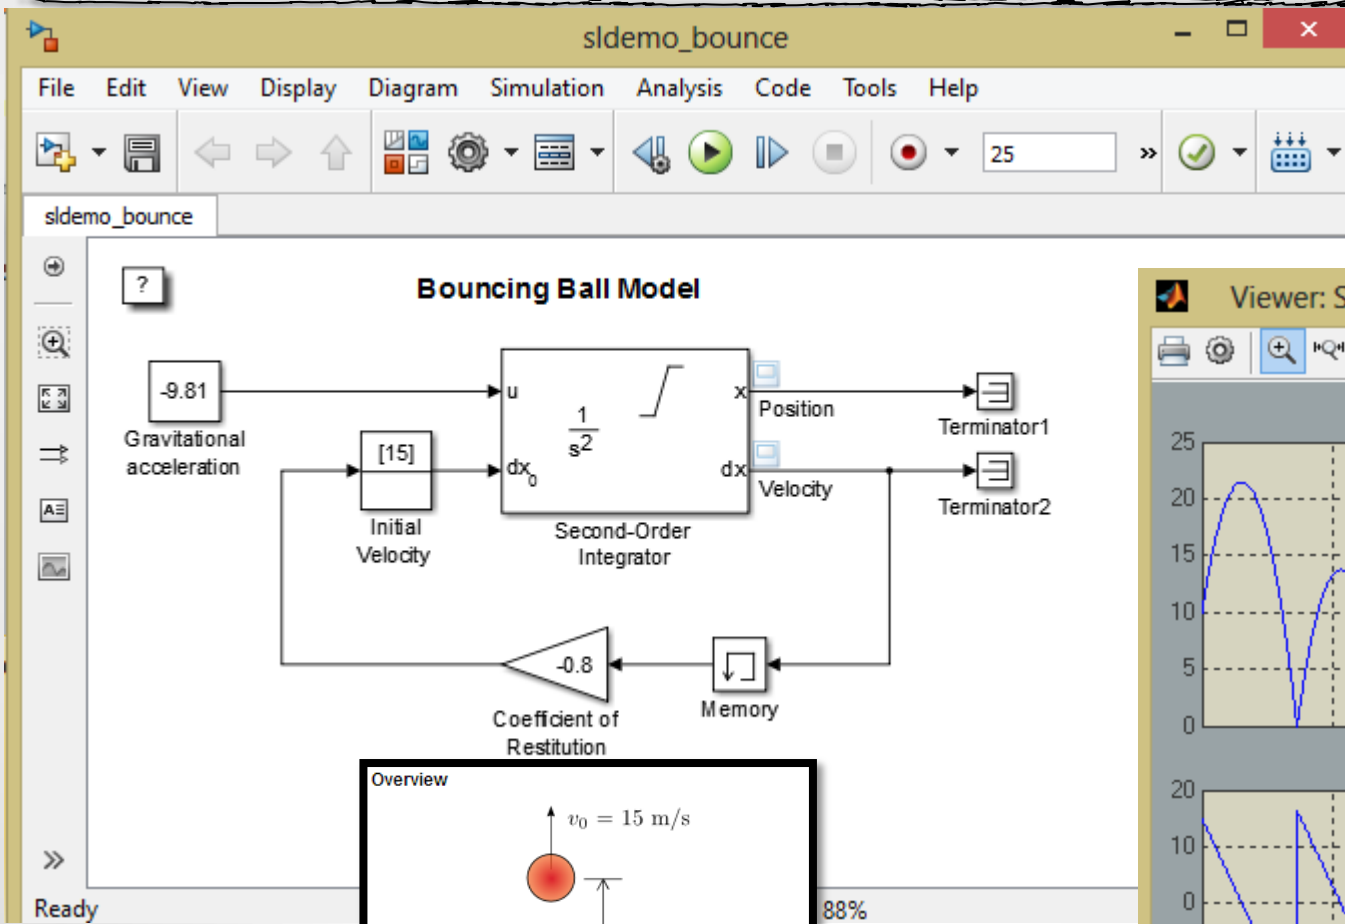 sldemo_bounce
File Edit View Display Diagram Simulation Analysis Code Tools Help
25
sldemo_bounce
?
Bouncing Ball Model
-9.81
Gravitational
acceleration
[15]
Initial
Velocity
u
dx0
1
s2
x
dx
Second-Order
Integrator
Position
Velocity
Terminator1
Terminator2
-0.8
Coefficient of
Restitution
Memory
Overview
v0 = 15 m/s
Ready
88%
Viewer: S
25
20
15
10
5
0
20
10
0